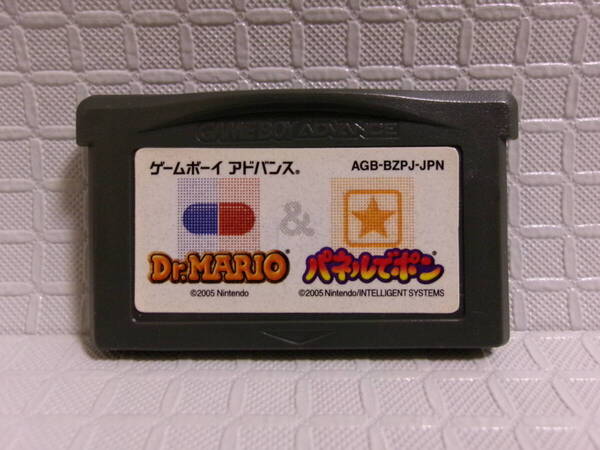 GAME BOY ADVANCE
ゲームボーイ アドバンス®
AGB-BZPJ-JPN
&
Dr.MARIO®
パネルでポン®
©2005 Nintendo
©2005 Nintendo/INTELLIGENT SYSTEMS